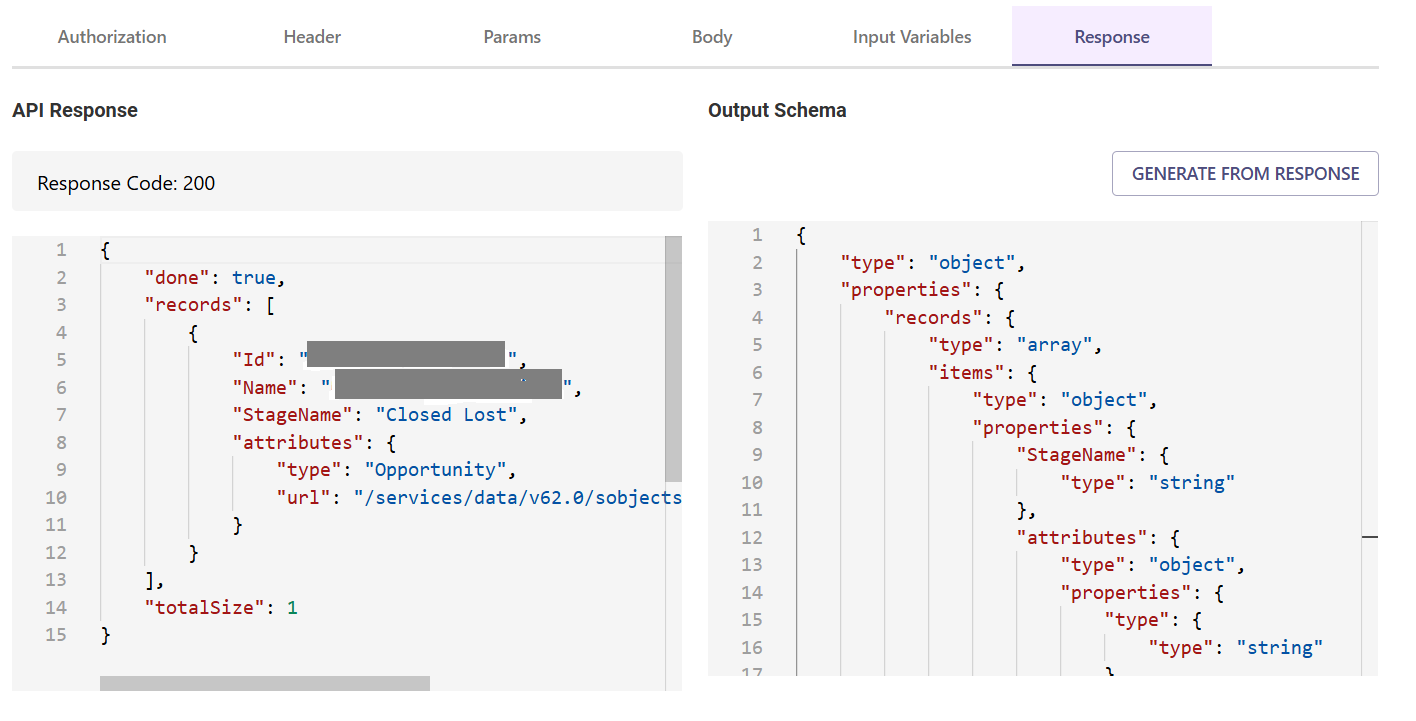 Authorization Header Params Body Input Variables Response
API Response
Response Code: 200
1 {
2 "done": true,
3 "records": [
4 {
5 "Id": "",
6 "Name": "",
7 "StageName": "Closed Lost",
8 "attributes": {
9 "type": "Opportunity",
10 "url": "/services/data/v62.0/sobjects
11 }
12 }
13 ],
14 "totalSize": 1
15 }
Output Schema
GENERATE FROM RESPONSE
1 {
2 "type": "object",
3 "properties": {
4 "records": {
5 "type": "array",
6 "items": {
7 "type": "object",
8 "properties": {
9 "StageName": {
10 "type": "string"
11 },
12 "attributes": {
13 "type": "object",
14 "properties": {
15 "type": {
16 "type": "string"
17 }